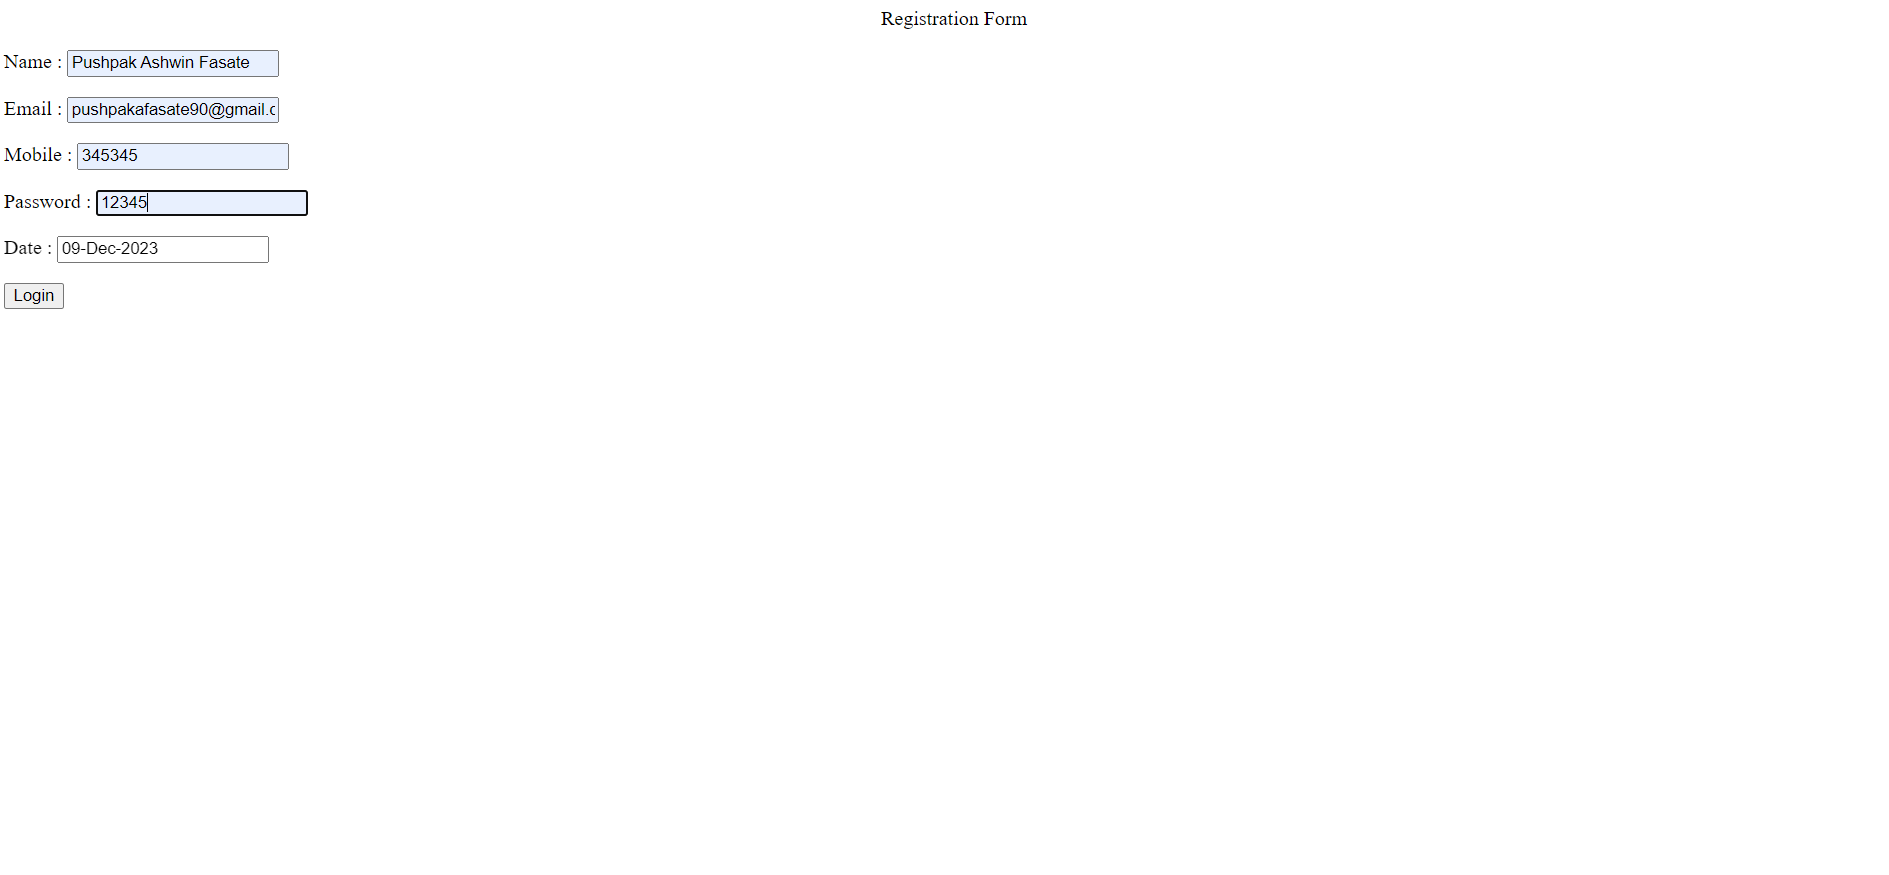 Registration Form
Name : Pushpak Ashwin Fasate
Email : pushpakafasate90@gmail.c
Mobile : 345345
Password : 12345
Date : 09-Dec-2023
Login